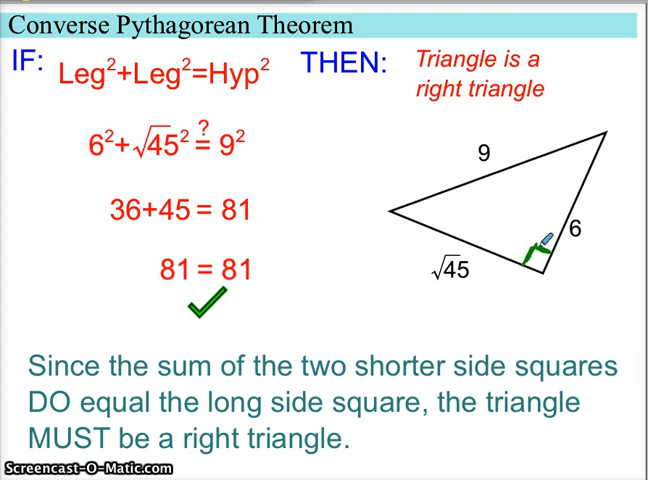 Converse Pythagorean Theorem
IF: Leg²+Leg²=Hyp² THEN: Triangle is a
right triangle
6²+√45² ≟ 9²
36+45 = 81
81 = 81
9
6
√45
Since the sum of the two shorter side squares
DO equal the long side square, the triangle
MUST be a right triangle.
Screencast-O-Matic.com